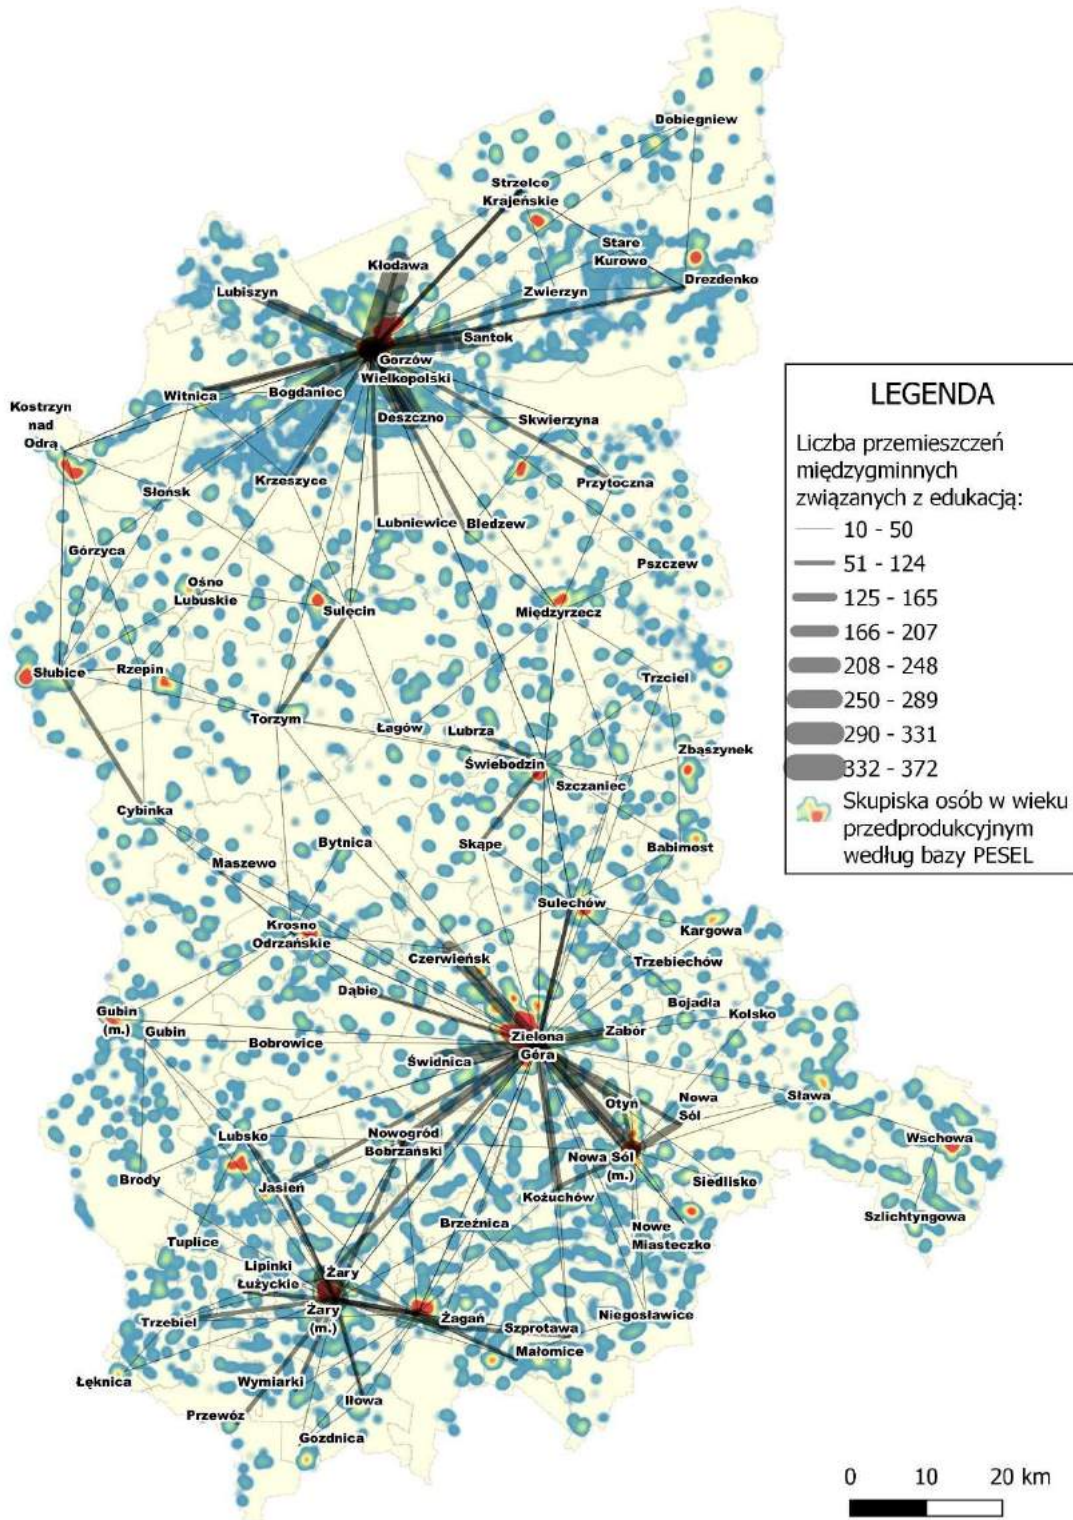 Dobiegniew
Strzelce
Krajeńskie
Stare
Kurowo
Kłodawa
Drezdenko
Lubiszyn
Zwierzyn
Santok
Gorzów
Wielkopolski
Witnica
Bogdaniec
Kostrzyn
nad
Odrą
Deszczno
Skwierzyna
Krzeszyce
Przytoczna
Słońsk
Lubniewice
Bledzew
Górzyca
Pszczew
Ośno
Lubuskie
Sulęcin
Międzyrzecz
Słubice
Rzepin
Trzciel
Torzym
Łagów
Lubrza
Zbąszynek
Świebodzin
Szczaniec
Cybinka
Skąpe
Babimost
Bytnica
Maszewo
Sulechów
Krosno
Odrzańskie
Kargowa
Czerwieńsk
Trzebiechów
Dąbie
Bojadła
Kolsko
Gubin
(m.)
Gubin
Bobrowice
Zielona
Góra
Zabór
Świdnica
Otyń
Nowa
Sól
Sława
Lubsko
Nowogród
Bobrzański
Wschowa
Nowa Sól
(m.)
Brody
Jasień
Kożuchów
Siedlisko
Szlichtyngowa
Brzeźnica
Nowe
Miasteczko
Tuplice
Lipinki
Łużyckie
Żary
Żary
(m.)
Trzebiel
Żagań
Szprotawa
Niegosławice
Małomice
Łęknica
Wymiarki
Iłowa
Przewóz
Gozdnica
LEGENDA
Liczba przemieszczeń
międzygminnych
związanych z edukacją:
10 - 50
51 - 124
125 - 165
166 - 207
208 - 248
250 - 289
290 - 331
332 - 372
Skupiska osób w wieku
przedprodukcyjnym
według bazy PESEL
0 10 20 km